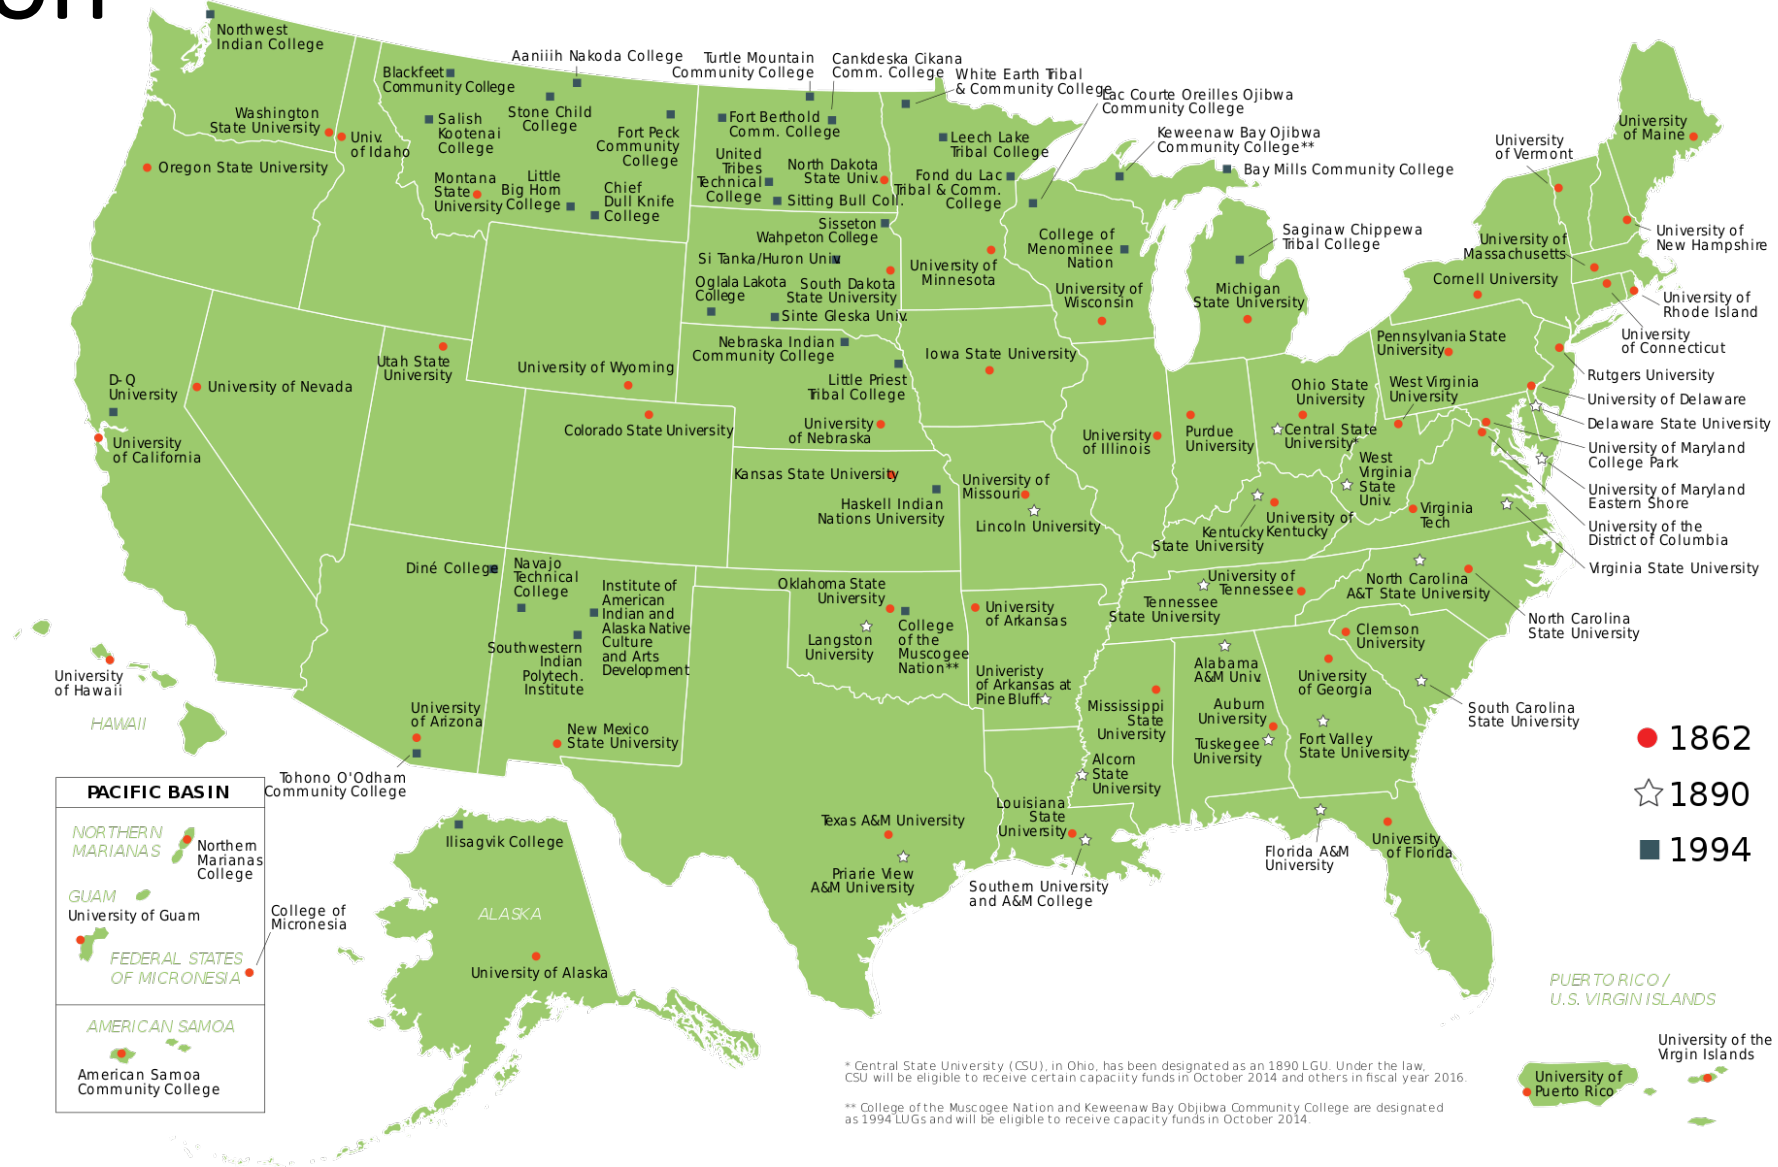 Northwest
Indian College
Washington
State University
Univ.
of Idaho
Oregon State University
Blackfeet
Community College
Aaniiih Nakoda College
Stone Child
College
Salish
Kootenai
College
Fort Peck
Community
College
Montana
State
University
Little
Big Horn
College
Chief
Dull Knife
College
Turtle Mountain
Community College
Cankdeska Cikana
Comm. College
White Earth Tribal
& Community College
Lac Courte Oreilles Ojibwa
Community College
Fort Berthold
Comm. College
United
Tribes
Technical
College
North Dakota
State Univ.
Sitting Bull Coll.
Leech Lake
Tribal College
Fond du Lac
Tribal & Comm.
College
Keweenaw Bay Ojibwa
Community College**
Bay Mills Community College
Saginaw Chippewa
Tribal College
Sisseton
Wahpeton College
Si Tanka/Huron Univ.
Oglala Lakota
College
South Dakota
State University
Sinte Gleska Univ.
University of
Minnesota
College of
Menominee
Nation
University of
Wisconsin
Michigan
State University
University
of Vermont
University
of Maine
University of
New Hampshire
University of
Massachusetts
Cornell University
University of
Rhode Island
University
of Connecticut
Pennsylvania State
University
Rutgers University
University of Delaware
Delaware State University
University of Maryland
College Park
University of Maryland
Eastern Shore
University of the
District of Columbia
Virginia State University
D-Q
University
University
of California
University of Nevada
Utah State
University
University of Wyoming
Colorado State University
Nebraska Indian
Community College
Little Priest
Tribal College
University
of Nebraska
Iowa State University
Kansas State University
Haskell Indian
Nations University
University of
Missouri
Lincoln University
University
of Illinois
Purdue
University
Ohio State
University
Central State
University*
West Virginia
University
West
Virginia
State
Univ.
Virginia
Tech
Kentucky
State University
University of
Kentucky
University of
Tennessee
Tennessee
State University
North Carolina
A&T State University
North Carolina
State University
Diné College
Navajo
Technical
College
Institute of
American
Indian and
Alaska Native
Culture
and Arts
Development
Southwestern
Indian
Polytech.
Institute
University
of Arizona
Tohono O'Odham
Community College
New Mexico
State University
Oklahoma State
University
Langston
University
College
of the
Muscogee
Nation**
University
of Arkansas
Univeristy
of Arkansas at
Pine Bluff
Texas A&M University
Priarie View
A&M University
Louisiana
State
University
Southern University
and A&M College
Mississippi
State
University
Alcorn
State
University
Alabama
A&M Univ.
Auburn
University
Tuskegee
University
Clemson
University
University
of Georgia
Fort Valley
State University
South Carolina
State University
Florida A&M
University
University
of Florida
1862
1890
1994
University
of Hawaii
HAWAII
PACIFIC BASIN
NORTHERN
MARIANAS
Northern
Marianas
College
GUAM
University of Guam
FEDERAL STATES
OF MICRONESIA
College of
Micronesia
AMERICAN SAMOA
American Samoa
Community College
Ilisagvik College
ALASKA
University of Alaska
PUERTO RICO /
U.S. VIRGIN ISLANDS
University of the
Virgin Islands
University of
Puerto Rico
* Central State University (CSU), in Ohio, has been designated as an 1890 LGU. Under the law,
CSU will be eligible to receive certain capaciity funds in October 2014 and others in fiscal year 2016.
** College of the Muscogee Nation and Keweenaw Bay Objibwa Community College are designated
as 1994 LUGs and will be eligible to receive capacity funds in October 2014.